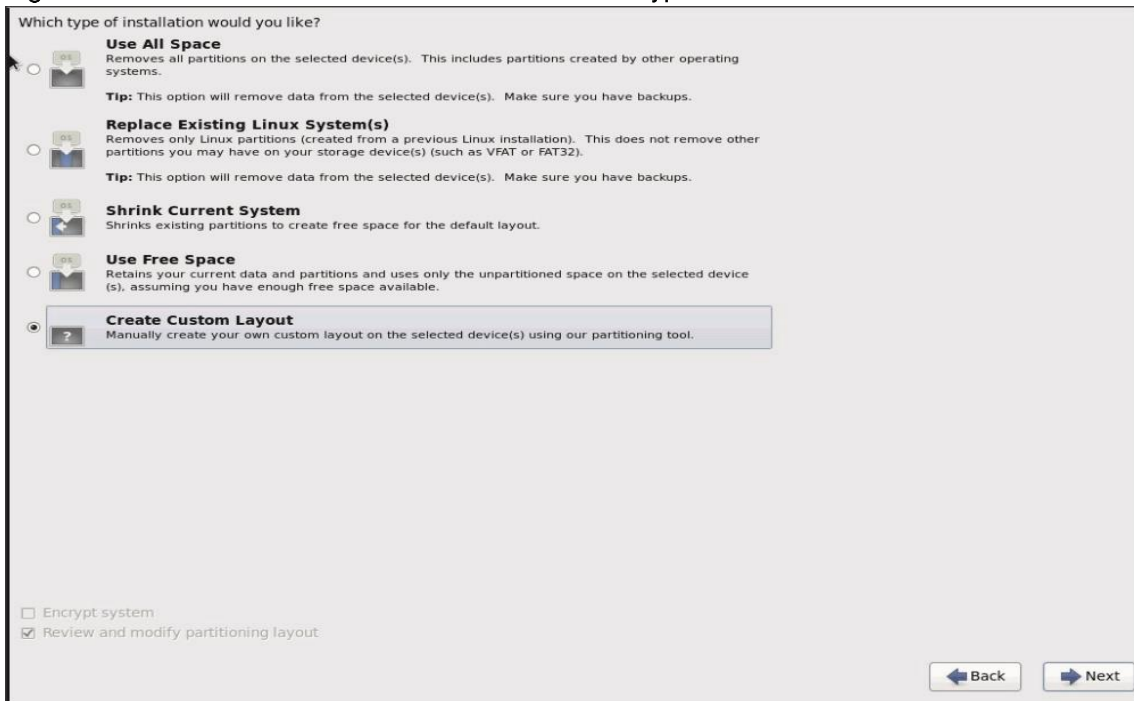 Which type of installation would you like?
Use All Space
Removes all partitions on the selected device(s). This includes partitions created by other operating
systems.
Tip: This option will remove data from the selected device(s). Make sure you have backups.
Replace Existing Linux System(s)
Removes only Linux partitions (created from a previous Linux installation). This does not remove other
partitions you may have on your storage device(s) (such as VFAT or FAT32).
Tip: This option will remove data from the selected device(s). Make sure you have backups.
Shrink Current System
Shrinks existing partitions to create free space for the default layout.
Use Free Space
Retains your current data and partitions and uses only the unpartitioned space on the selected device
(s), assuming you have enough free space available.
Create Custom Layout
Manually create your own custom layout on the selected device(s) using our partitioning tool.
Encrypt system
Review and modify partitioning layout
Back
Next